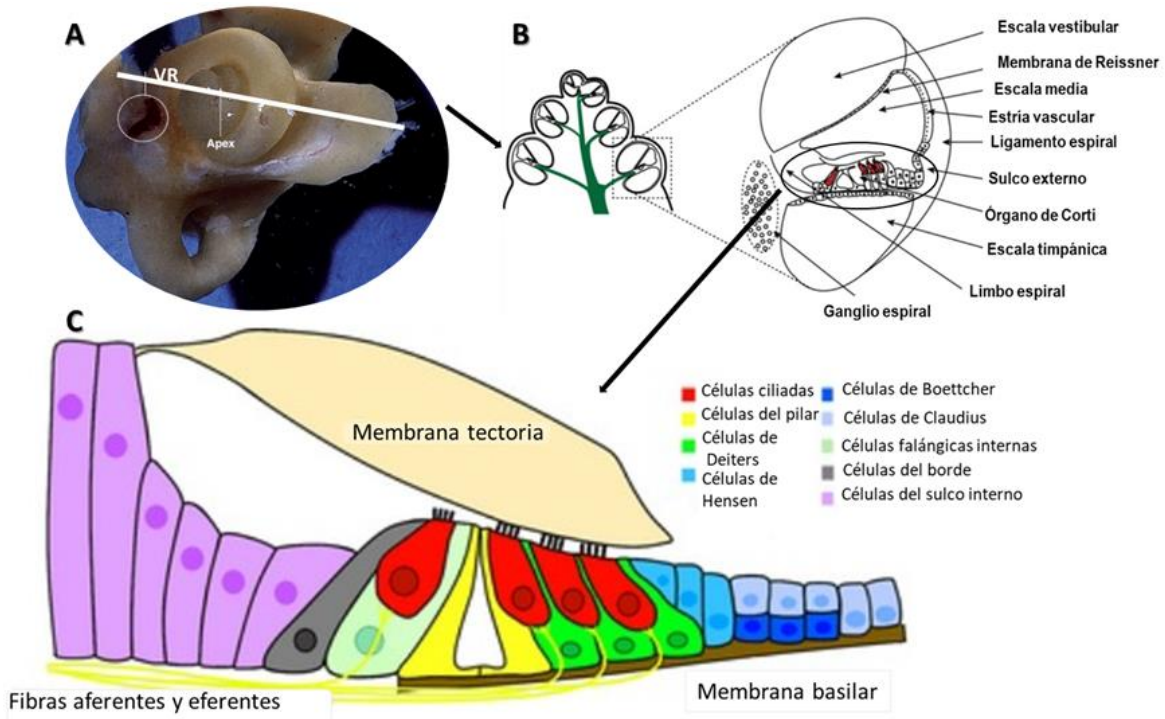 A
VR
Apex
B
Escala vestibular
Membrana de Reissner
Escala media
Estría vascular
Ligamento espiral
Sulco externo
Órgano de Corti
Escala timpánica
Limbo espiral
Ganglio espiral
C
Membrana tectoria
Células ciliadas
Células del pilar
Células de
Deiters
Células de
Hensen
Células de Boettcher
Células de Claudius
Células falángicas internas
Células del borde
Células del sulco interno
Fibras aferentes y eferentes
Membrana basilar